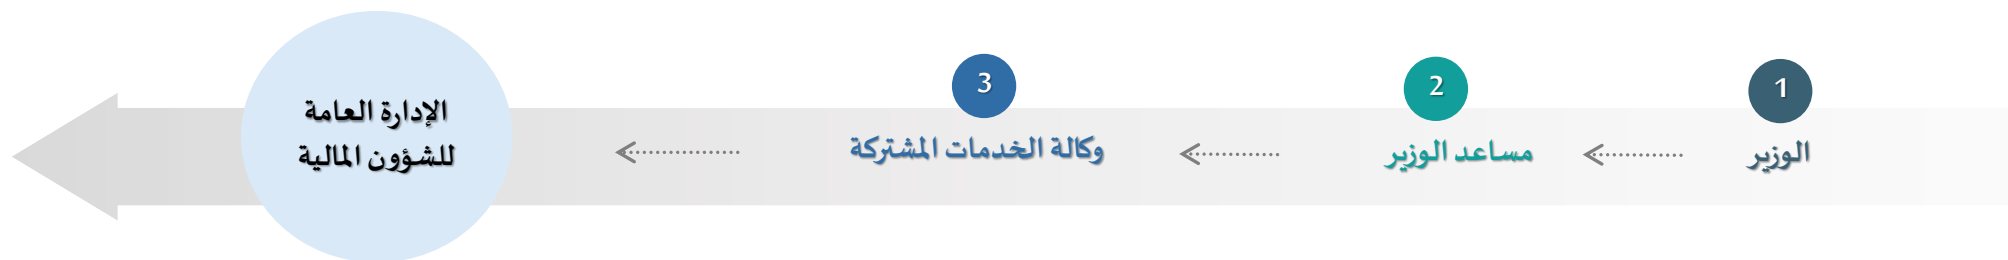 1
الوزير
2
مساعد الوزير
3
وكالة الخدمات المشتركة
الإدارة العامة
للشؤون المالية